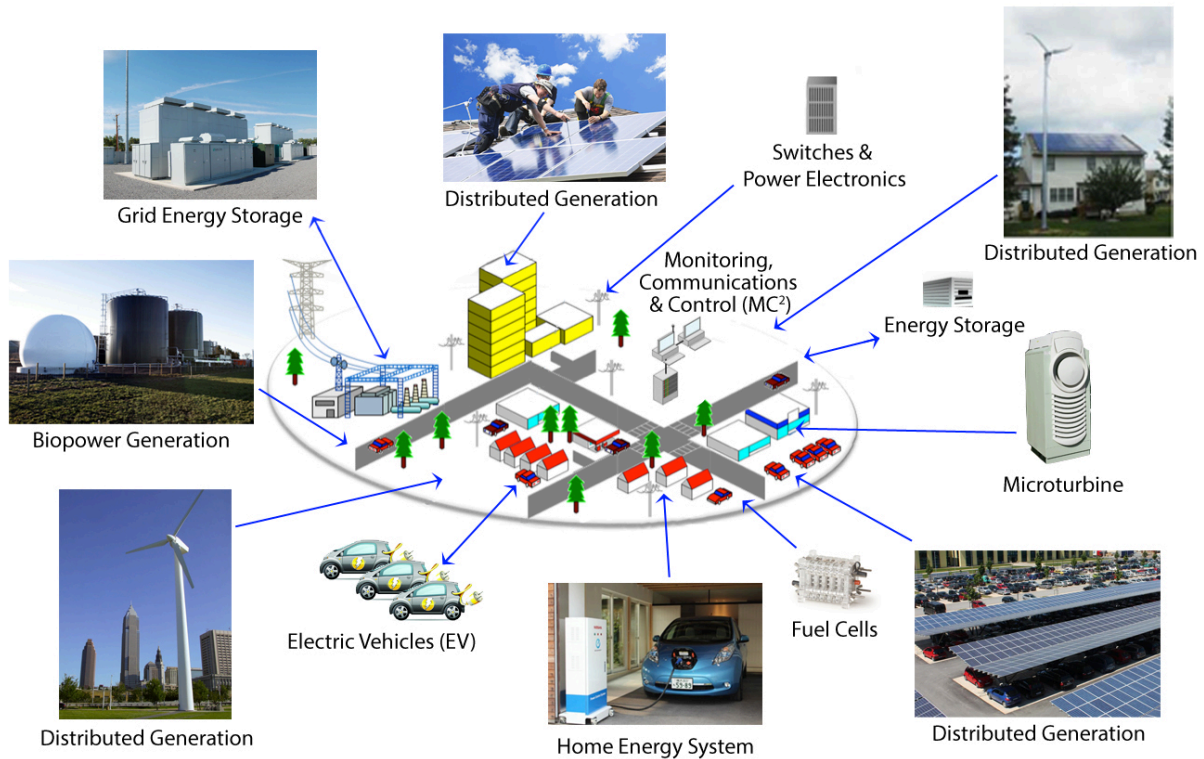 Switches &
Power Electronics
Distributed Generation
Grid Energy Storage
Distributed Generation
Monitoring,
Communications
& Control (MC²)
Energy Storage
Biopower Generation
Microturbine
Electric Vehicles (EV)
Fuel Cells
Distributed Generation
Home Energy System
Distributed Generation